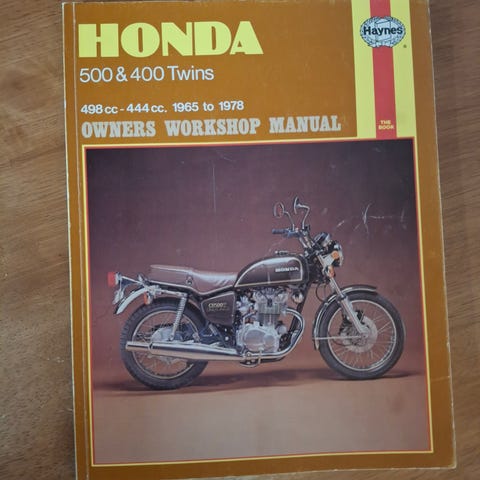 HONDA
Haynes
®
500 & 400 Twins
498 cc - 444 cc. 1965 to 1978
OWNERS WORKSHOP MANUAL
THE
BOOK
HONDA